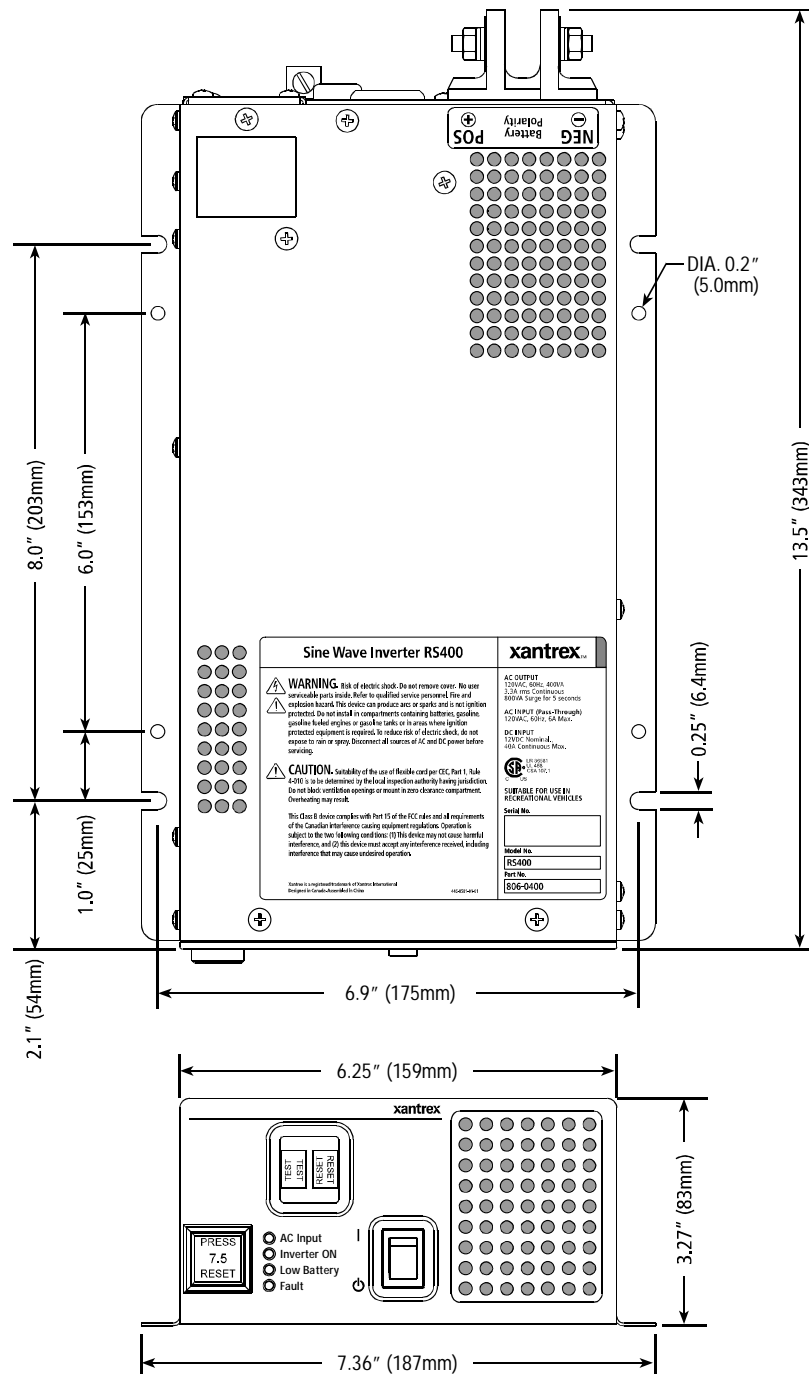 POS
+
Battery
Polarity
−
NEG
DIA. 0.2"
(5.0mm)
8.0" (203mm)
6.0" (153mm)
13.5" (343mm)
0.25" (6.4mm)
1.0" (25mm)
2.1" (54mm)
Sine Wave Inverter RS400
WARNING. Risk of electric shock. Do not remove cover. No user
serviceable parts inside. Refer to qualified service personnel. Fire and
explosion hazard. This device can produce arcs or sparks and is not ignition
protected. Do not install in compartments containing batteries, gasoline,
gasoline fueled engines or gasoline tanks or in areas where ignition
protected equipment is required. To reduce risk of electric shock, do not
expose to rain or spray. Disconnect all sources of AC and DC power before
servicing.
CAUTION. Suitability of the use of flexible cord per CEC, Part 1, Rule
4-010 is to be determined by the local inspection authority having jurisdiction.
Do not block ventilation openings or mount in zero clearance compartment.
Overheating may result.
This Class B device complies with Part 15 of the FCC rules and all requirements
of the Canadian interference causing equipment regulations. Operation is
subject to the two following conditions: (1) This device may not cause harmful
interference, and (2) this device must accept any interference received, including
interference that may cause undesired operation.
Xantrex is a registered trademark of Xantrex International
Designed in Canada-Assembled in China
xantrex
AC OUTPUT
120VAC, 60Hz, 400VA
3.3A rms Continuous
800VA Surge for 5 seconds
AC INPUT (Pass-Through)
120VAC, 60Hz, 6A Max.
DC INPUT
12VDC Nominal.,
40A Continuous Max.
UL 458
CSA 107.1
C US
SUITABLE FOR USE IN
RECREATIONAL VEHICLES
Serial No.
Model No.
RS400
Part No.
806-0400
6.9" (175mm)
6.25" (159mm)
xantrex
TEST
TEST
RESET
RESET
PRESS
7.5
RESET
AC Input
Inverter ON
Low Battery
Fault
I
3.27" (83mm)
7.36" (187mm)